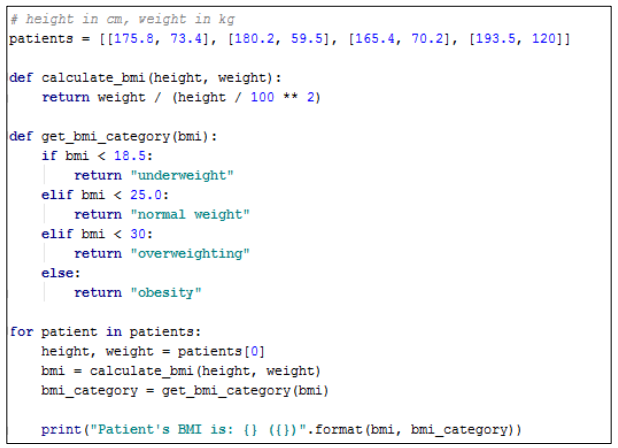 # height in cm, weight in kg
patients = [[175.8, 73.4], [180.2, 59.5], [165.4, 70.2], [193.5, 120]]

def calculate_bmi(height, weight):
    return weight / (height / 100 ** 2)

def get_bmi_category(bmi):
    if bmi < 18.5:
        return "underweight"
    elif bmi < 25.0:
        return "normal weight"
    elif bmi < 30:
        return "overweighting"
    else:
        return "obesity"

for patient in patients:
    height, weight = patients[0]
    bmi = calculate_bmi(height, weight)
    bmi_category = get_bmi_category(bmi)

    print("Patient's BMI is: {} ({})".format(bmi, bmi_category))